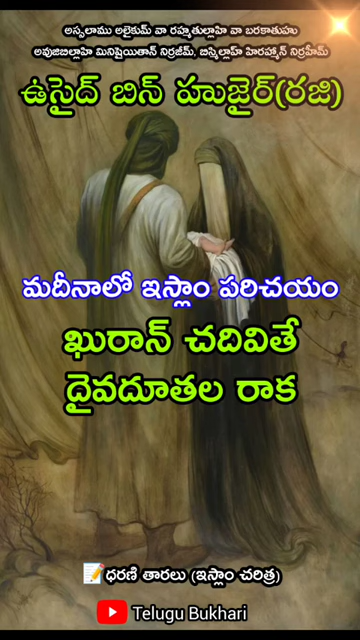 అస్సలాము అలైకుమ్ వా రహ్మతుల్లాహి వా బరకాతుహు
అవుజిబిల్లాహి మినిషైయితాన్ నిర్రజీమ్, బిస్మిల్లాహ్ హిరహ్మాన్ నిర్రహీమ్
ఉసైద్ బిన్ హుజైర్(రజి)
మదీనాలో ఇస్లాం పరిచయం
ఖురాన్ చదివితే
దైవదూతల రాక
📝ధరణి తారలు (ఇస్లాం చరిత్ర)
Telugu Bukhari